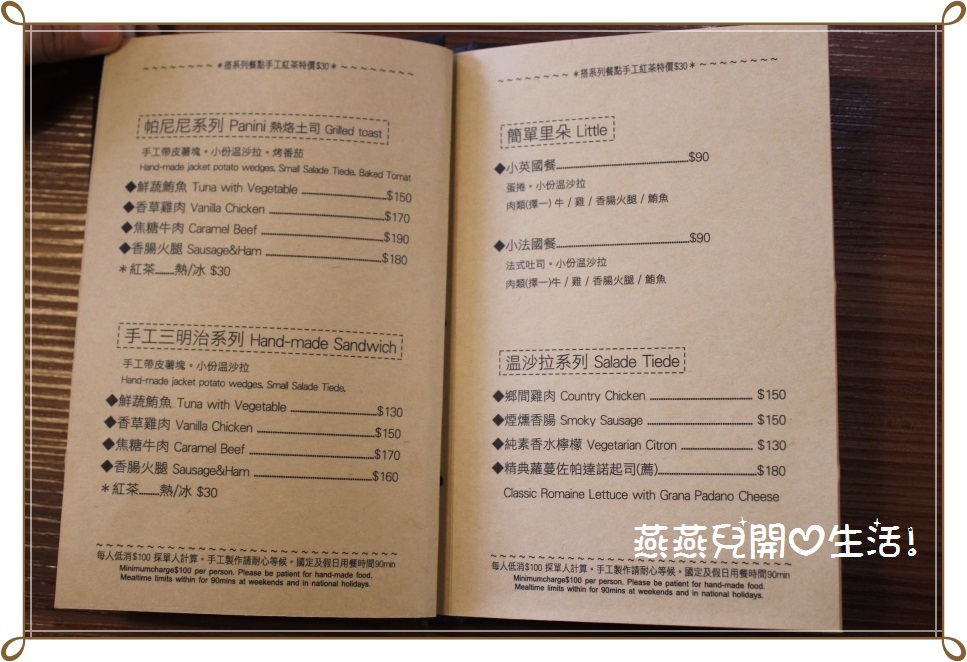 ~~~~~~~~ *搭系列餐點手工紅茶特價$30* ~~~~~~~~
帕尼尼系列 Panini 熱烙土司 Grilled toast
手工帶皮薯塊。小份溫沙拉。烤番茄
Hand-made jacket potato wedges, Small Salade Tiede, Baked Tomat
◆鮮蔬鮪魚 Tuna with Vegetable $150
◆香草雞肉 Vanilla Chicken $170
◆焦糖牛肉 Caramel Beef $190
◆香腸火腿 Sausage&Ham $180
*紅茶......熱/冰 $30
手工三明治系列 Hand-made Sandwich
手工帶皮薯塊。小份溫沙拉
Hand-made jacket potato wedges, Small Salade Tiede,
◆鮮蔬鮪魚 Tuna with Vegetable $130
◆香草雞肉 Vanilla Chicken $150
◆焦糖牛肉 Caramel Beef $170
◆香腸火腿 Sausage&Ham $160
*紅茶......熱/冰 $30
每人低消$100 採單人計算。手工製作請耐心等候。國定及假日用餐時間90min
Minimumcharge$100 per person. Please be patient for hand-made food.
Mealtime limits within for 90mins at weekends and in national holidays.
~~~~~~~~ *搭系列餐點手工紅茶特價$30* ~~~~~~~~
簡單里朵 Little
◆小英國餐 $90
蛋捲。小份溫沙拉
肉類(擇一) 牛 / 雞 / 香腸火腿 / 鮪魚
◆小法國餐 $90
法式吐司。小份溫沙拉
肉類(擇一)牛 / 雞 / 香腸火腿 / 鮪魚
溫沙拉系列 Salade Tiede
◆鄉間雞肉 Country Chicken $150
◆煙燻香腸 Smoky Sausage $150
◆純素香水檸檬 Vegetarian Citron $130
◆精典蘿蔓佐帕達諾起司(薦) $180
Classic Romaine Lettuce with Grana Padano Cheese
每人低消$100 採單人計算。手工製作請耐心等候。國定及假日用餐時間90min
Minimumcharge$100 per person. Please be patient for hand-made food.
Mealtime limits within for 90mins at weekends and in national holidays.
燕燕兒開♡生活!